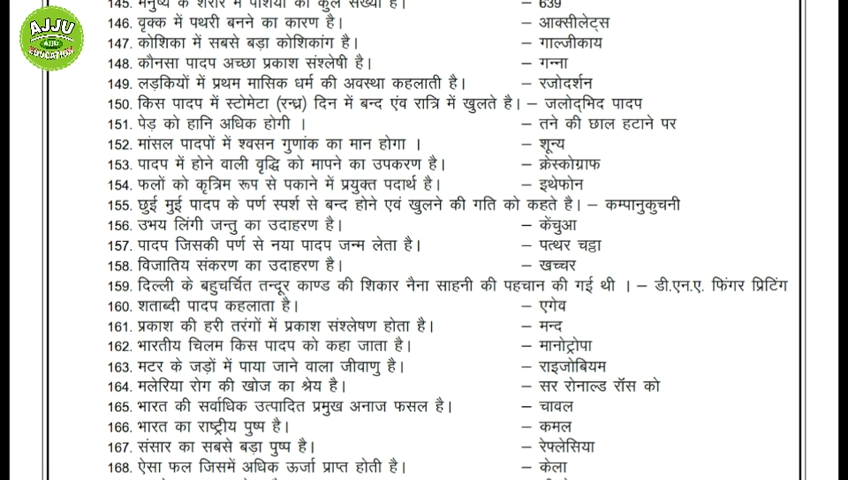 AJJU
AJJU
EDUCATION
145. मनुष्य के शरीर में पेशियों की कुल संख्या है। – 639
146. वृक्क में पथरी बनने का कारण है। – आक्सीलेट्स
147. कोशिका में सबसे बड़ा कोशिकांग है। – गाल्जीकाय
148. कौनसा पादप अच्छा प्रकाश संश्लेषी है। – गन्ना
149. लड़कियों में प्रथम मासिक धर्म की अवस्था कहलाती है। – रजोदर्शन
150. किस पादप में स्टोमेटा (रन्ध्र) दिन में बन्द एंव रात्रि में खुलते है। – जलोद्भिद पादप
151. पेड़ को हानि अधिक होगी । – तने की छाल हटाने पर
152. मांसल पादपों में श्वसन गुणांक का मान होगा । – शून्य
153. पादप में होने वाली वृद्धि को मापने का उपकरण है। – क्रेस्कोग्राफ
154. फलों को कृत्रिम रूप से पकाने में प्रयुक्त पदार्थ है। – इथेफोन
155. छुई मुई पादप के पर्ण स्पर्श से बन्द होने एवं खुलने की गति को कहते है। – कम्पानुकुचनी
156. उभय लिंगी जन्तु का उदाहरण है। – केंचुआ
157. पादप जिसकी पर्ण से नया पादप जन्म लेता है। – पत्थर चट्ठा
158. विजातिय संकरण का उदाहरण है। – खच्चर
159. दिल्ली के बहुचर्चित तन्दूर काण्ड की शिकार नैना साहनी की पहचान की गई थी । – डी.एन.ए. फिंगर प्रिटिंग
160. शताब्दी पादप कहलाता है। – एगेव
161. प्रकाश की हरी तरंगों में प्रकाश संश्लेषण होता है। – मन्द
162. भारतीय चिलम किस पादप को कहा जाता है। – मानोट्रोपा
163. मटर के जड़ों में पाया जाने वाला जीवाणु है। – राइजोबियम
164. मलेरिया रोग की खोज का श्रेय है। – सर रोनाल्ड रॉस को
165. भारत की सर्वाधिक उत्पादित प्रमुख अनाज फसल है। – चावल
166. भारत का राष्ट्रीय पुष्प है। – कमल
167. संसार का सबसे बड़ा पुष्प है। – रेफ्लेसिया
168. ऐसा फल जिसमें अधिक ऊर्जा प्राप्त होती है। – केला